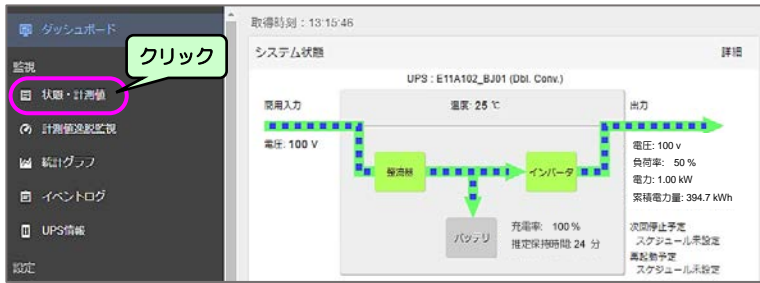 ダッシュボード
監視
状態・計測値
計測値逸脱監視
統計グラフ
イベントログ
UPS情報
設定
クリック
取得時刻：13:15:46
システム状態
詳細
UPS : E11A102_BJ01 (Dbl. Conv.)
商用入力
温度: 25 ℃
出力
電圧: 100 V
整流器
インバータ
電圧: 100 v
負荷率: 50 %
電力: 1.00 kW
累積電力量: 394.7 kWh
バッテリ
充電率: 100 %
推定保持時間: 24 分
次回停止予定
スケジュール未設定
再起動予定
スケジュール未設定